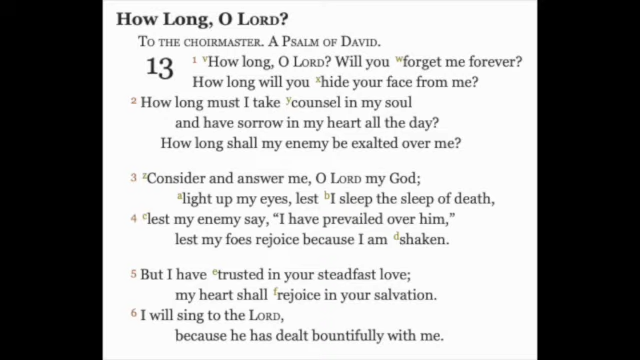 How Long, O LORD?
TO THE CHOIRMASTER. A PSALM OF DAVID.
13 1 vHow long, O LORD? Will you wforget me forever?
How long will you xhide your face from me?
2 How long must I take ycounsel in my soul
and have sorrow in my heart all the day?
How long shall my enemy be exalted over me?
3 zConsider and answer me, O LORD my God;
alight up my eyes, lest bI sleep the sleep of death,
4 clest my enemy say, “I have prevailed over him,”
lest my foes rejoice because I am dshaken.
5 But I have etrusted in your steadfast love;
my heart shall frejoice in your salvation.
6 I will sing to the LORD,
because he has dealt bountifully with me.